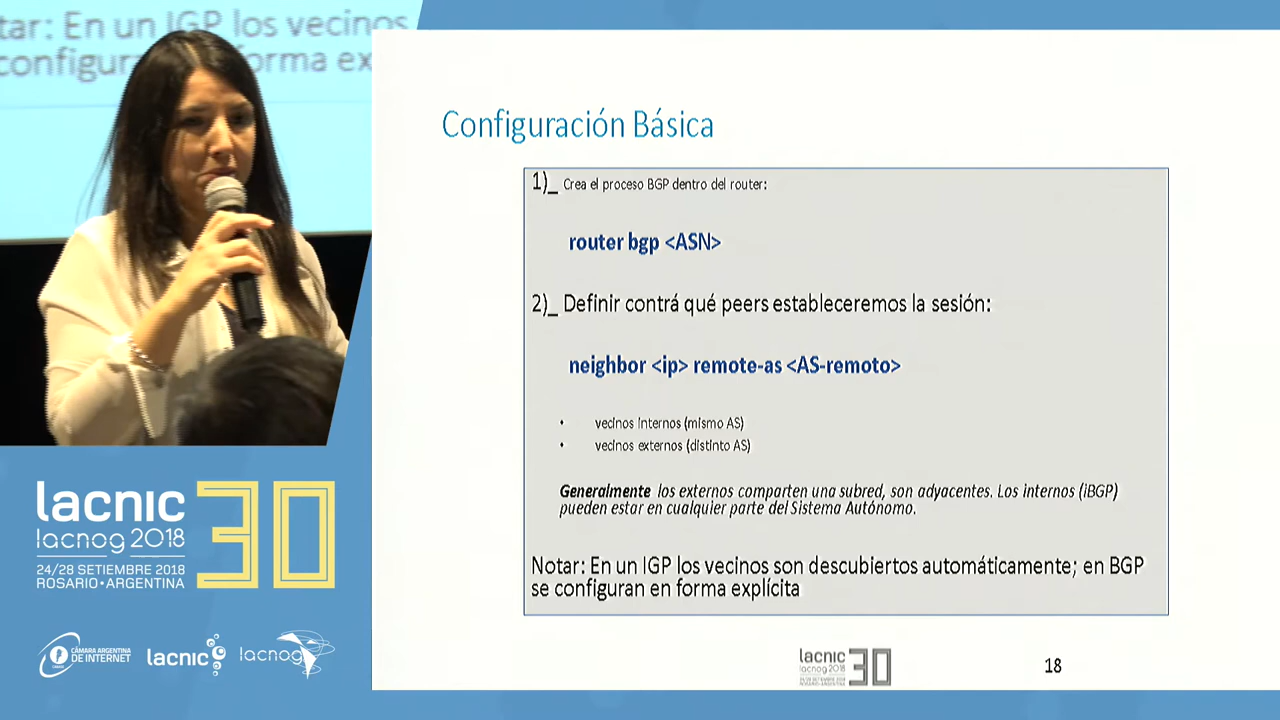 tar: En un IGP los vecinos
configur
forma ex
Configuración Básica
1)_ Crea el proceso BGP dentro del router:
router bgp <ASN>
2)_ Definir contrá qué peers estableceremos la sesión:
neighbor <ip> remote-as <AS-remoto>
• vecinos internos (mismo AS)
• vecinos externos (distinto AS)
Generalmente los externos comparten una subred, son adyacentes. Los internos (iBGP)
pueden estar en cualquier parte del Sistema Autónomo.
Notar: En un IGP los vecinos son descubiertos automáticamente; en BGP
se configuran en forma explícita
lacnic 30
lacnog 2018
24/28 SETIEMBRE 2018
ROSARIO•ARGENTINA
CÁMARA ARGENTINA
DE INTERNET
lacnic
lacnog
lacnic 30
lacnog 2018
18